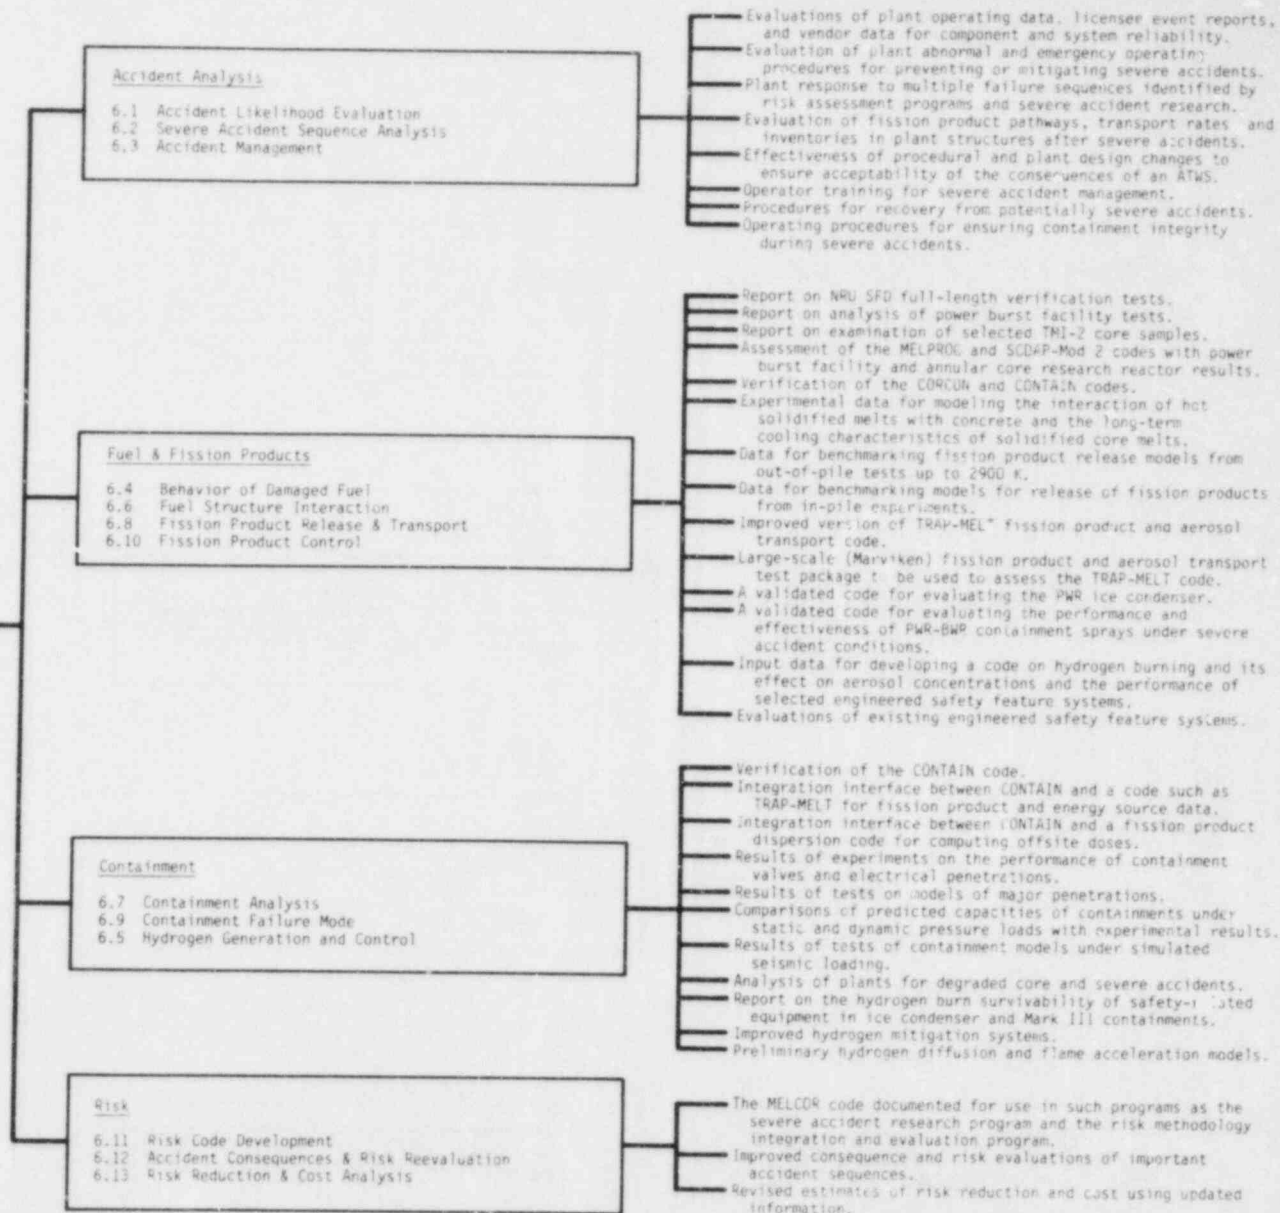 Accident Analysis
6.1 Accident Likelihood Evaluation
6.2 Severe Accident Sequence Analysis
6.3 Accident Management
Evaluations of plant operating data, licensee event reports,
and vendor data for component and system reliability.
Evaluation of plant abnormal and emergency operating
procedures for preventing or mitigating severe accidents.
Plant response to multiple failure sequences identified by
risk assessment programs and severe accident research.
Evaluation of fission product pathways, transport rates and
inventories in plant structures after severe accidents.
Effectiveness of procedural and plant design changes to
ensure acceptability of the consequences of an ATWS.
Operator training for severe accident management.
Procedures for recovery from potentially severe accidents.
Operating procedures for ensuring containment integrity
during severe accidents.
Fuel & Fission Products
6.4 Behavior of Damaged Fuel
6.6 Fuel Structure Interaction
6.8 Fission Product Release & Transport
6.10 Fission Product Control
Report on NRU SFD full-length verification tests.
Report on analysis of power burst facility tests.
Report on examination of selected TMI-2 core samples.
Assessment of the MELPROG and SCDAP-Mod 2 codes with power
burst facility and annular core research reactor results.
Verification of the CORCON and CONTAIN codes.
Experimental data for modeling the interaction of hot
solidified melts with concrete and the long-term
cooling characteristics of solidified core melts.
Data for benchmarking fission product release models from
out-of-pile tests up to 2900 K.
Data for benchmarking models for release of fission products
from in-pile experiments.
Improved version of TRAP-MEL" fission product and aerosol
transport code.
Large-scale (Marviken) fission product and aerosol transport
test package t be used to assess the TRAP-MELT code.
A validated code for evaluating the PWR ice condenser.
A validated code for evaluating the performance and
effectiveness of PWR-BWR containment sprays under severe
accident conditions.
Input data for developing a code on hydrogen burning and its
effect on aerosol concentrations and the performance of
selected engineered safety feature systems.
Evaluations of existing engineered safety feature systems.
Containment
6.7 Containment Analysis
6.9 Containment Failure Mode
6.5 Hydrogen Generation and Control
Verification of the CONTAIN code.
Integration interface between CONTAIN and a code such as
TRAP-MELT for fission product and energy source data.
Integration interface between CONTAIN and a fission product
dispersion code for computing offsite doses.
Results of experiments on the performance of containment
valves and electrical penetrations.
Results of tests on models of major penetrations.
Comparisons of predicted capacities of containments under
static and dynamic pressure loads with experimental results.
Results of tests of containment models under simulated
seismic loading.
Analysis of plants for degraded core and severe accidents.
Report on the hydrogen burn survivability of
equipment in ice condenser and Mark III containments.
Improved hydrogen mitigation systems.
Preliminary hydrogen diffusion and flame acceleration models.
Risk
6.11 Risk Code Development
6.12 Accident Consequences & Risk Reevaluation
6.13 Risk Reduction & Cost Analysis
The MELCOR code documented for use in such programs as the
severe accident research program and the risk methodology
integration and evaluation program.
Improved consequence and risk evaluations of important
accident sequences.
Revised estimates of risk reduction and cost using updated
information.